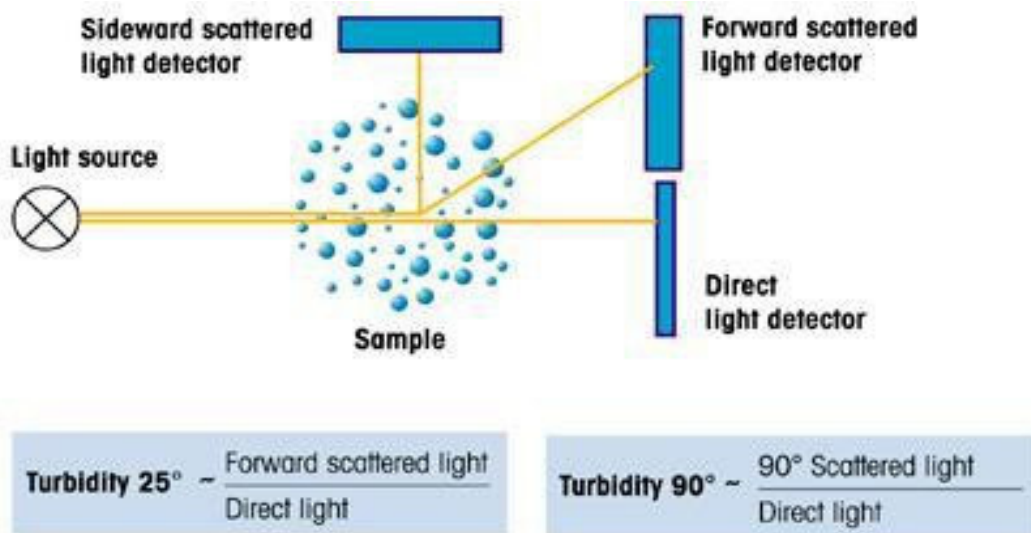 Sideward scattered
light detector
Forward scattered
light detector
Light source
Direct
light detector
Sample
Turbidity 25° ~ Forward scattered light
Direct light
Turbidity 90° ~ 90° Scattered light
Direct light